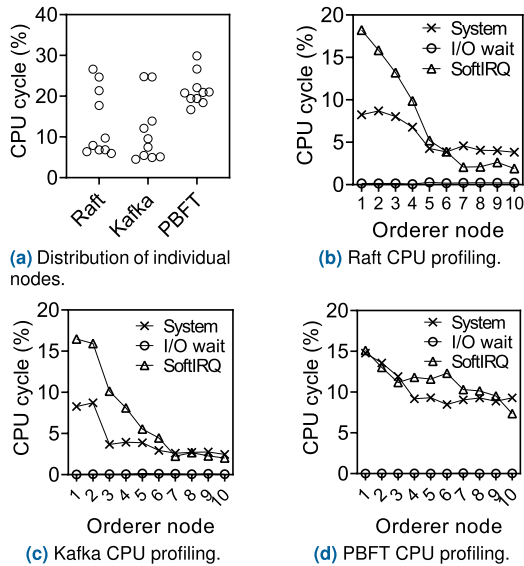 CPU cycle (%)
40
30
20
10
0
Raft
Kafka
PBFT
(a) Distribution of individual
nodes.
CPU cycle (%)
20
15
10
5
0
System
I/O wait
SoftIRQ
1 2 3 4 5 6 7 8 9 10
Orderer node
(b) Raft CPU profiling.
CPU cycle (%)
20
15
10
5
0
System
I/O wait
SoftIRQ
1 2 3 4 5 6 7 8 9 10
Orderer node
(c) Kafka CPU profiling.
CPU cycle (%)
20
15
10
5
0
System
I/O wait
SoftIRQ
1 2 3 4 5 6 7 8 9 10
Orderer node
(d) PBFT CPU profiling.